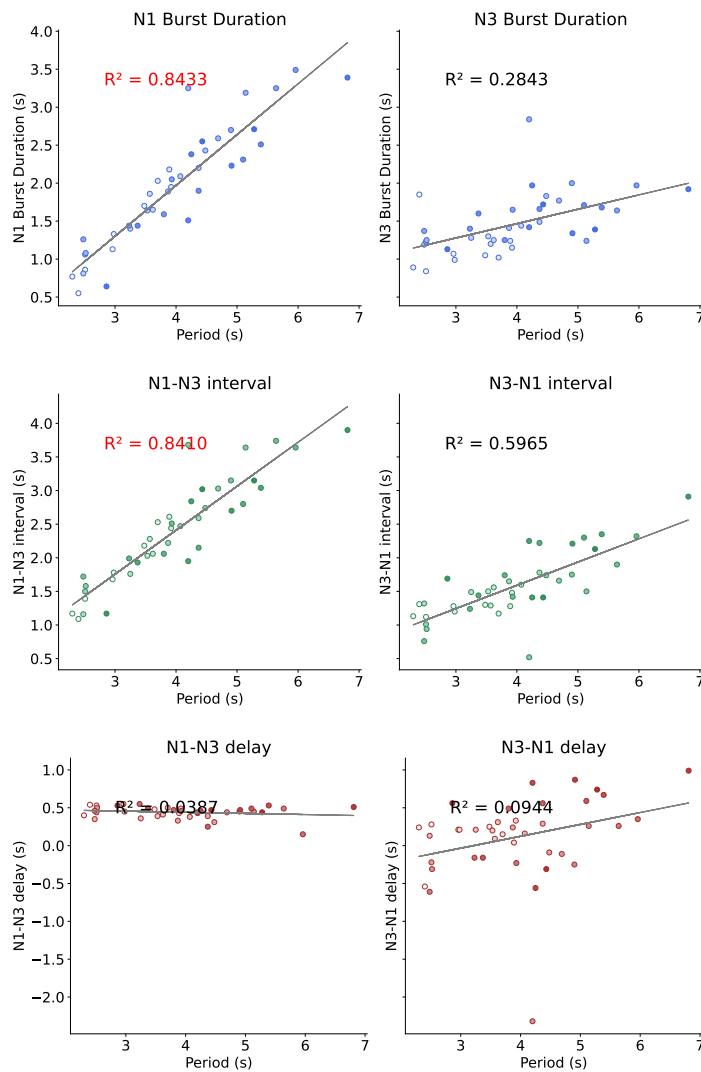 N1 Burst Duration
N3 Burst Duration
4.0
3.5
3.0
2.5
2.0
1.5
1.0
0.5
R² = 0.8433
R² = 0.2843
N1 Burst Duration (s)
N3 Burst Duration (s)
3 4 5 6 7
3 4 5 6 7
Period (s)
Period (s)
N1-N3 interval
N3-N1 interval
4.0
3.5
3.0
2.5
2.0
1.5
1.0
0.5
R² = 0.8410
R² = 0.5965
N1-N3 interval (s)
N3-N1 interval (s)
3 4 5 6 7
3 4 5 6 7
Period (s)
Period (s)
N1-N3 delay
N3-N1 delay
1.0
0.5
0.0
−0.5
−1.0
−1.5
−2.0
R² = 0.0387
R² = 0.0944
N1-N3 delay (s)
N3-N1 delay (s)
3 4 5 6 7
3 4 5 6 7
Period (s)
Period (s)